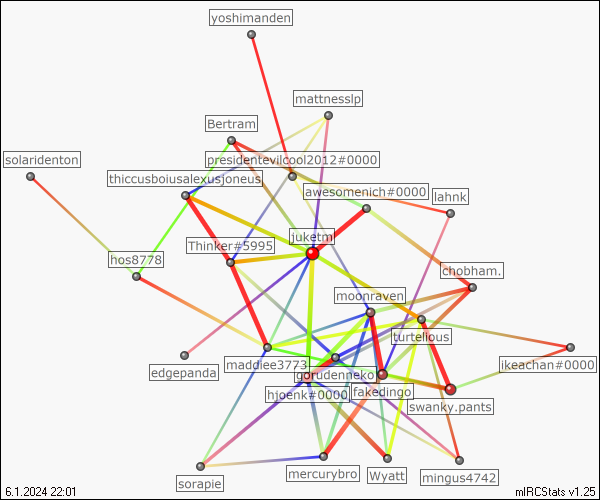 yoshimanden
mattnesslp
Bertram
solaridenton
presidentevilcool2012#0000
thiccusboiusalexusjoneus
awesomenich#0000
lahnk
juketm
Thinker#5995
hos8778
chobham.
moonraven
turtelious
maddiee3773
ikeachan#0000
edgepanda
gorudenneko
hjoenk#0000
fakedingo
swanky.pants
sorapie
mercurybro
Wyatt
mingus4742
6.1.2024 22:01
mIRCStats v1.25